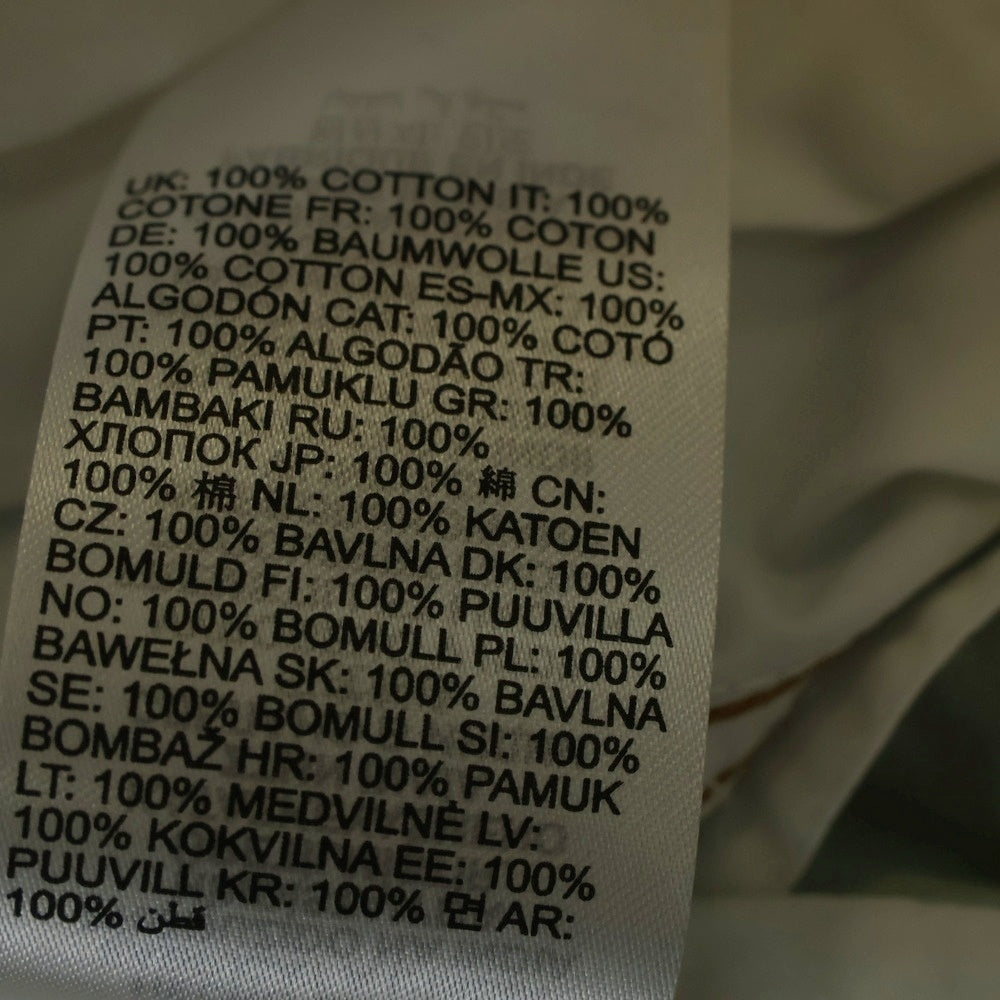 UK: 100% COTTON IT: 100%
COTONE FR: 100% COTON
DE: 100% BAUMWOLLE US:
100% COTTON ES-MX: 100%
ALGODÓN CAT: 100% COTÓ
PT: 100% ALGODÃO TR:
100% PAMUKLU GR: 100%
BAMBAKI RU: 100%
ХЛОПОК JP: 100% 綿 CN:
100% 棉 NL: 100% KATOEN
CZ: 100% BAVLNA DK: 100%
BOMULD FI: 100% PUUVILLA
NO: 100% BOMULL PL: 100%
BAWEŁNA SK: 100% BAVLNA
SE: 100% BOMULL SI: 100%
BOMBAŽ HR: 100% PAMUK
LT: 100% MEDVILNĖ LV:
100% KOKVILNA EE: 100%
PUUVILL KR: 100% 면 AR:
100% قطن